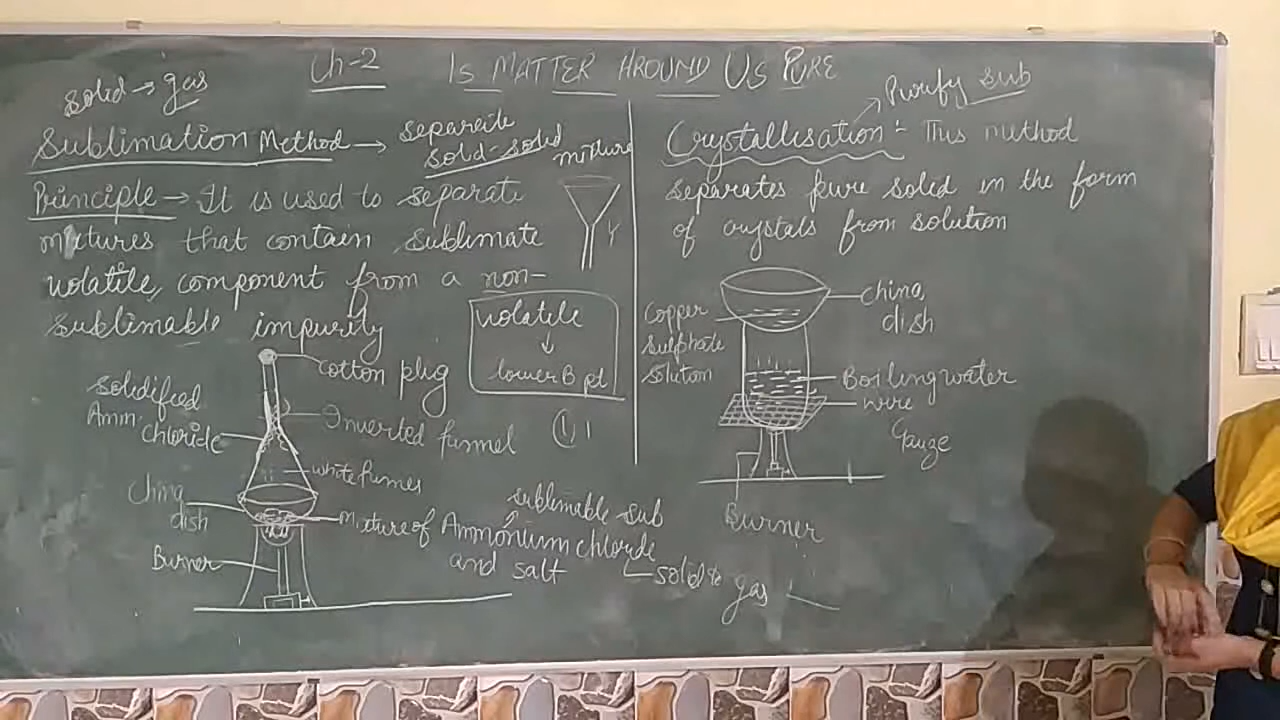 Ch-2 IS MATTER AROUND US PURE
solid → gas
Sublimation Method → separate
solid-solid
mixture
Principle → It is used to separate
mixtures that contain sublimate
volatile, component from a non-
sublimable impurity
volatile
↓
lower B pt
cotton plug
solidified
Amm.
chloride
Inverted funnel
white fumes
China
dish
Mixture of Ammonium chloride
and salt
sublimable sub
solid to
gas
Burner
Purify sub
Crystallisation :- This method
separates pure solid in the form
of crystals from solution
China
dish
Copper
Sulphate
Solution
Boiling water
wire
Gauze
Burner